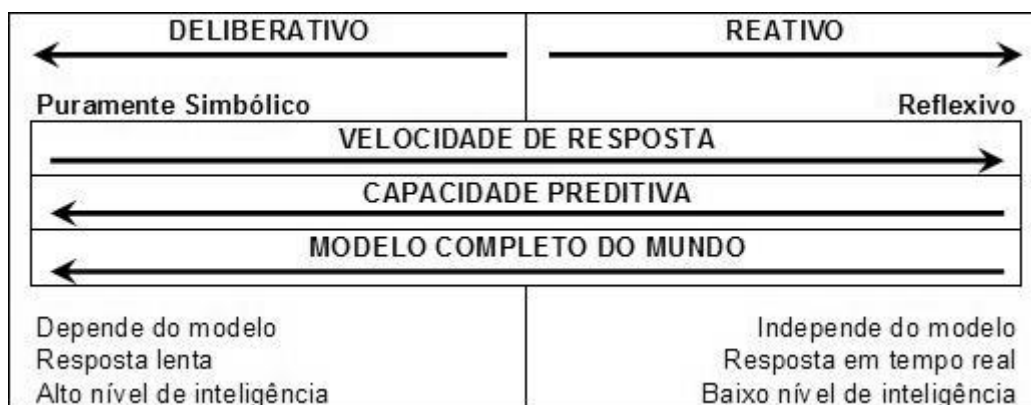 DELIBERATIVO
REATIVO
Puramente Simbólico
Reflexivo
VELOCIDADE DE RESPOSTA
CAPACIDADE PREDITIVA
MODELO COMPLETO DO MUNDO
Depende do modelo
Resposta lenta
Alto nível de inteligência
Independe do modelo
Resposta em tempo real
Baixo nível de inteligência